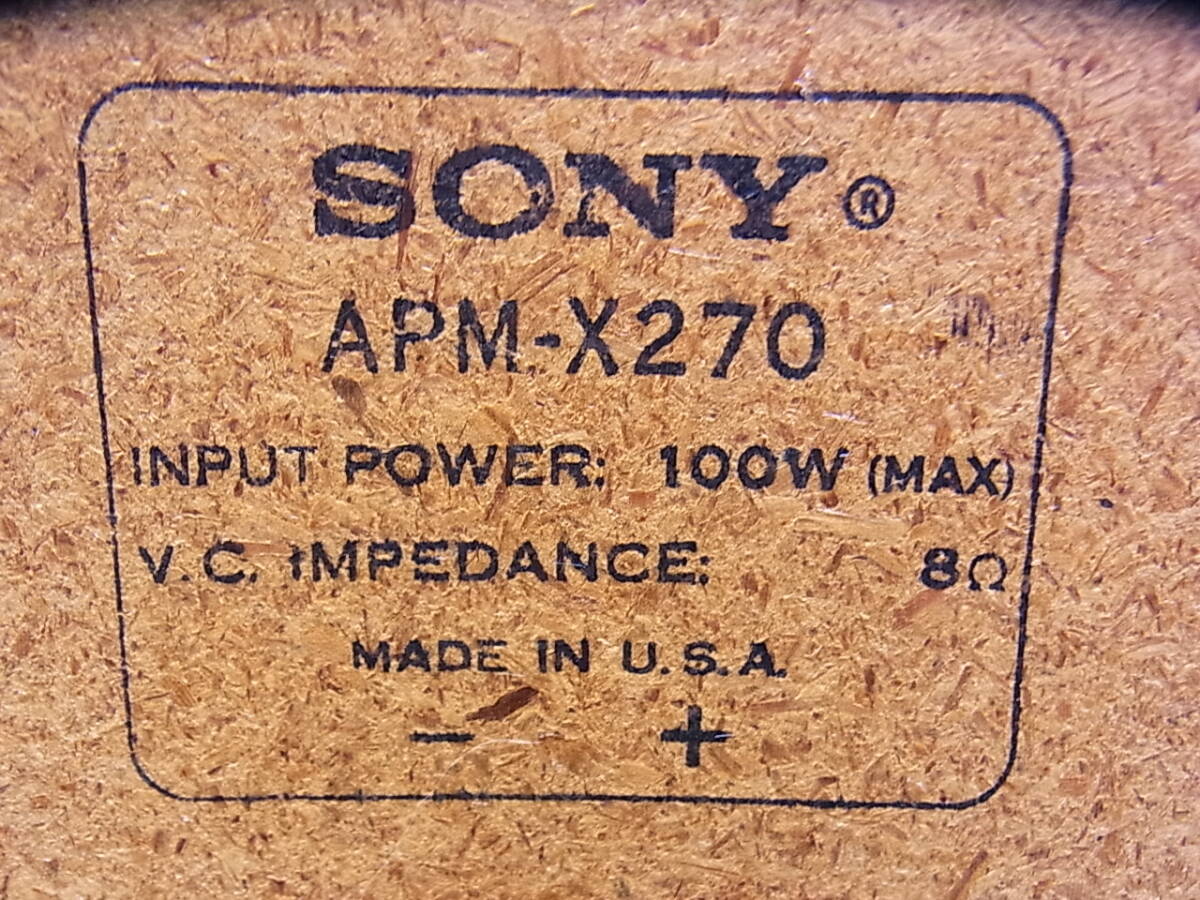 SONY®
APM-X270
INPUT POWER: 100W (MAX)
V.C. IMPEDANCE: 8Ω
MADE IN U.S.A.
− +